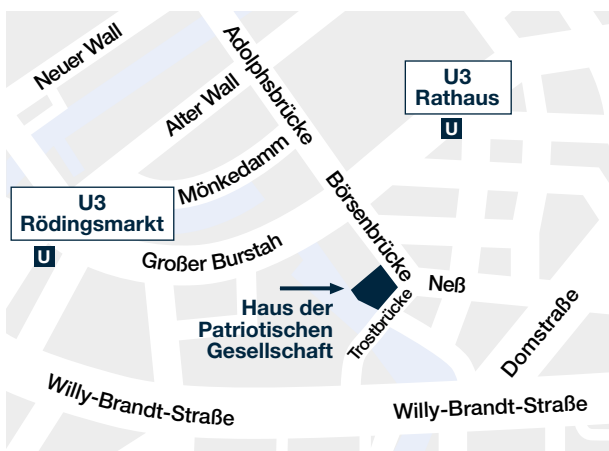 Neuer Wall
Adolphsbrücke
Alter Wall
U3
Rathaus
U
Mönkedamm
U3
Rödingsmarkt
U
Börsenbrücke
Großer Burstah
Neß
Haus der
Patriotischen
Gesellschaft
Trostbrücke
Domstraße
Willy-Brandt-Straße
Willy-Brandt-Straße